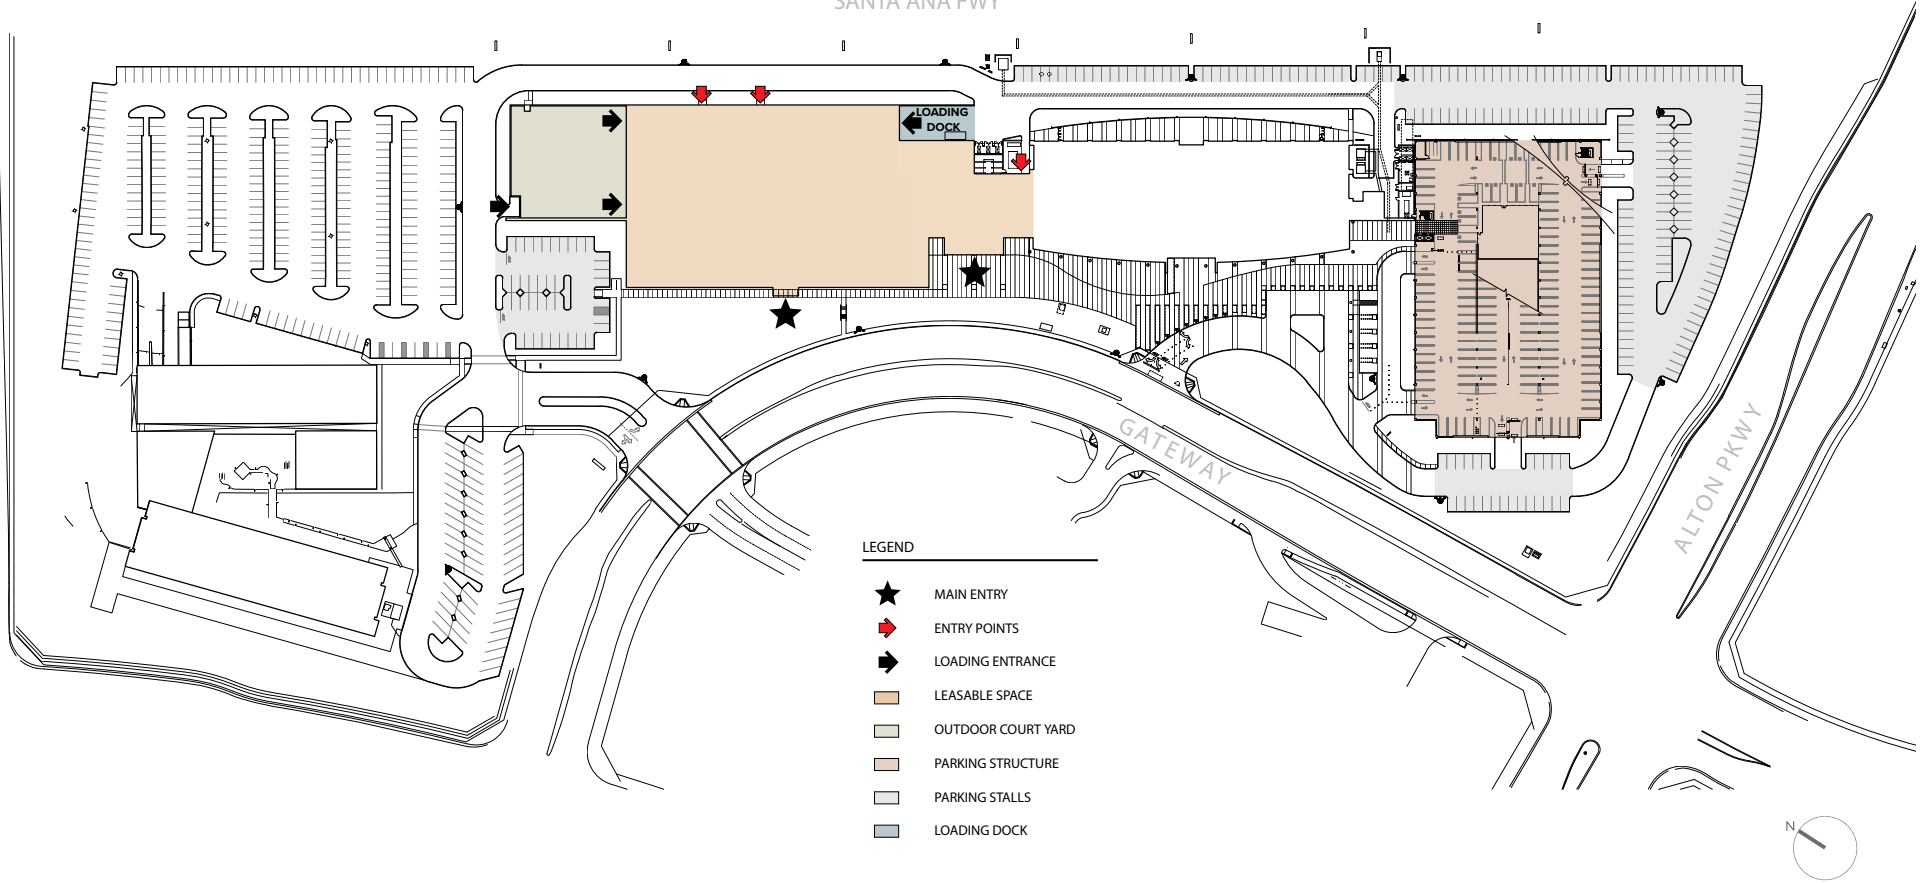 SANTA ANA FWY
LOADING
DOCK
GATEWAY
ALTON PKWY
LEGEND
MAIN ENTRY
ENTRY POINTS
LOADING ENTRANCE
LEASABLE SPACE
OUTDOOR COURT YARD
PARKING STRUCTURE
PARKING STALLS
LOADING DOCK
N